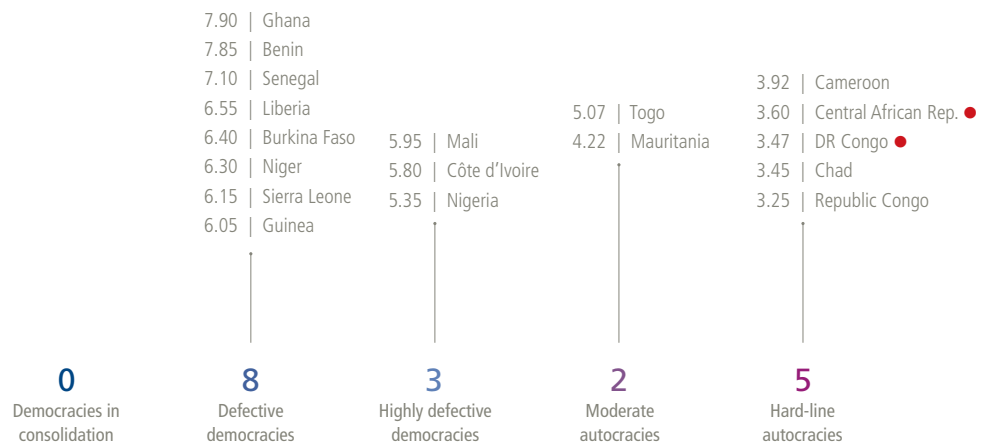 7.90 | Ghana
7.85 | Benin
7.10 | Senegal
6.55 | Liberia
6.40 | Burkina Faso
6.30 | Niger
6.15 | Sierra Leone
6.05 | Guinea
5.95 | Mali
5.80 | Côte d’Ivoire
5.35 | Nigeria
5.07 | Togo
4.22 | Mauritania
3.92 | Cameroon
3.60 | Central African Rep.
3.47 | DR Congo
3.45 | Chad
3.25 | Republic Congo
0
Democracies in
consolidation
8
Defective
democracies
3
Highly defective
democracies
2
Moderate
autocracies
5
Hard-line
autocracies